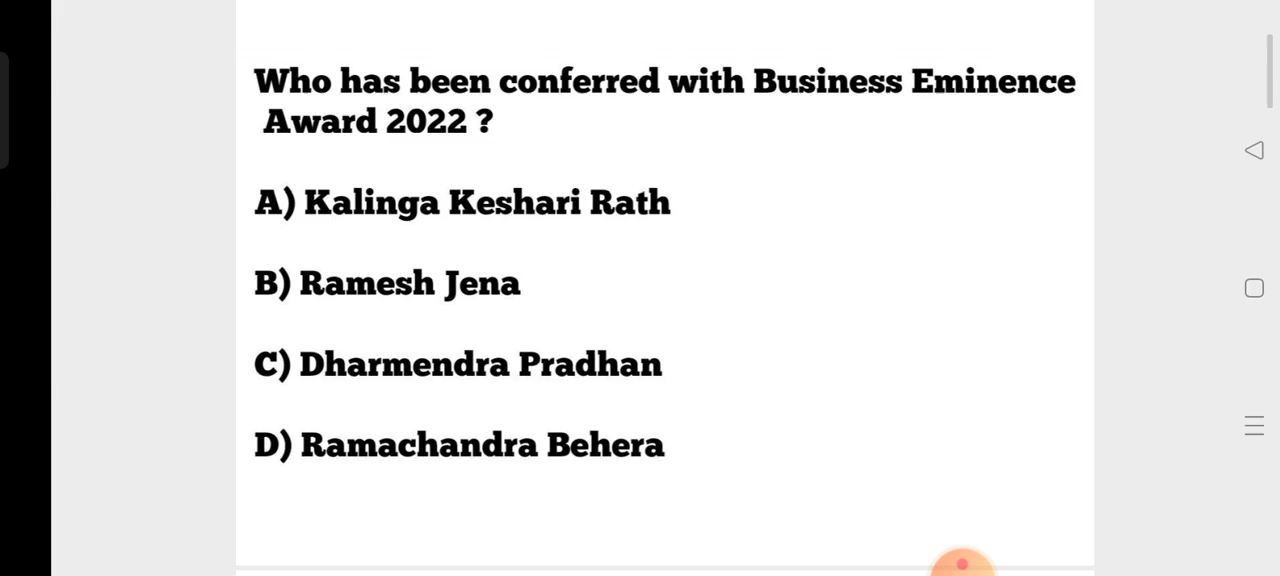 Who has been conferred with Business Eminence
Award 2022 ?
A) Kalinga Keshari Rath
B) Ramesh Jena
C) Dharmendra Pradhan
D) Ramachandra Behera